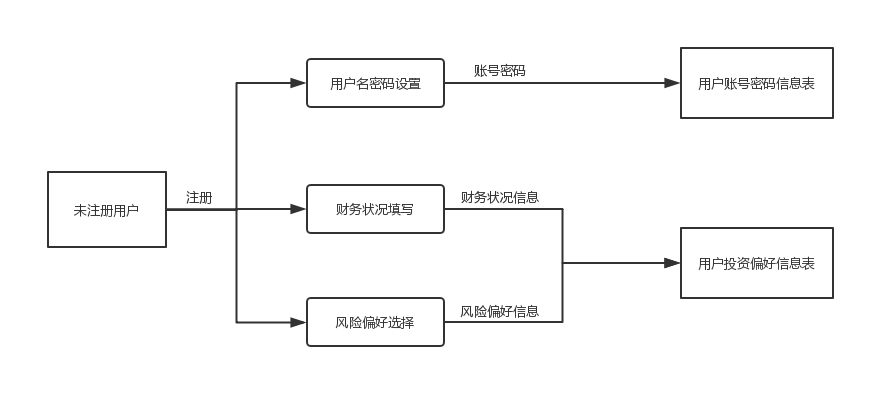 用户名密码设置
账号密码
用户账号密码信息表
未注册用户
注册
财务状况填写
财务状况信息
用户投资偏好信息表
风险偏好选择
风险偏好信息